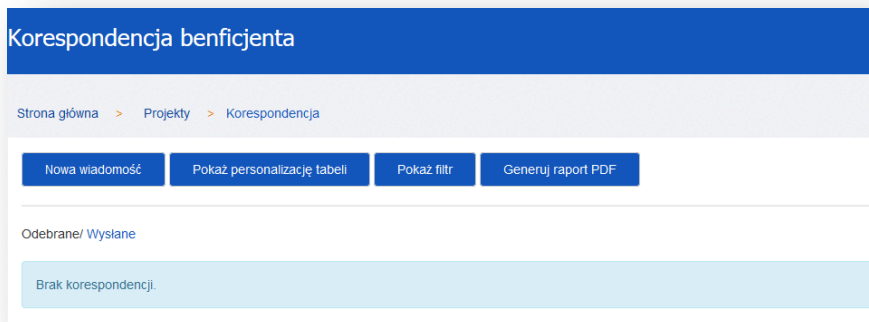 Korespondencja benficjenta
Strona główna > Projekty > Korespondencja
Nowa wiadomość Pokaż personalizację tabeli Pokaż filtr Generuj raport PDF
Odebrane/ Wysłane
Brak korespondencji.